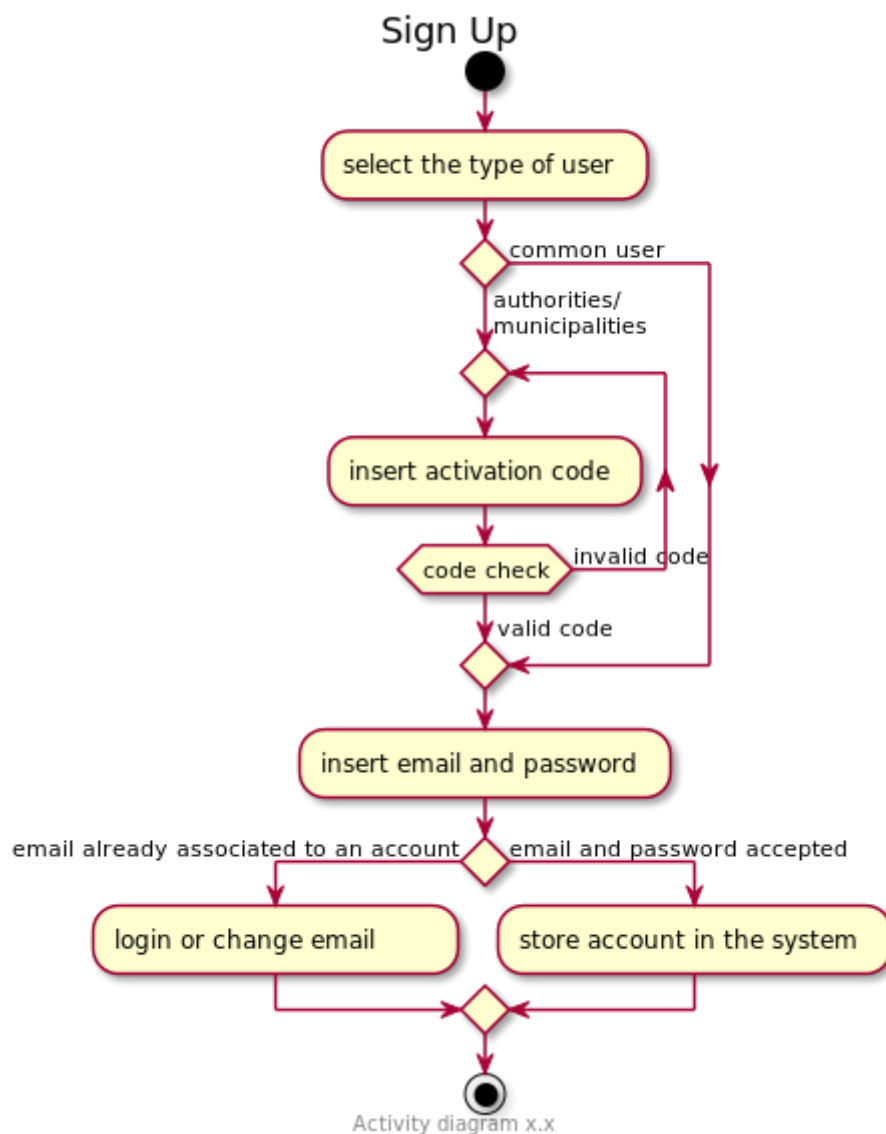 Sign Up
select the type of user
common user
authorities/
municipalities
insert activation code
code check
invalid code
valid code
insert email and password
email already associated to an account
email and password accepted
login or change email
store account in the system
Activity diagram x.x